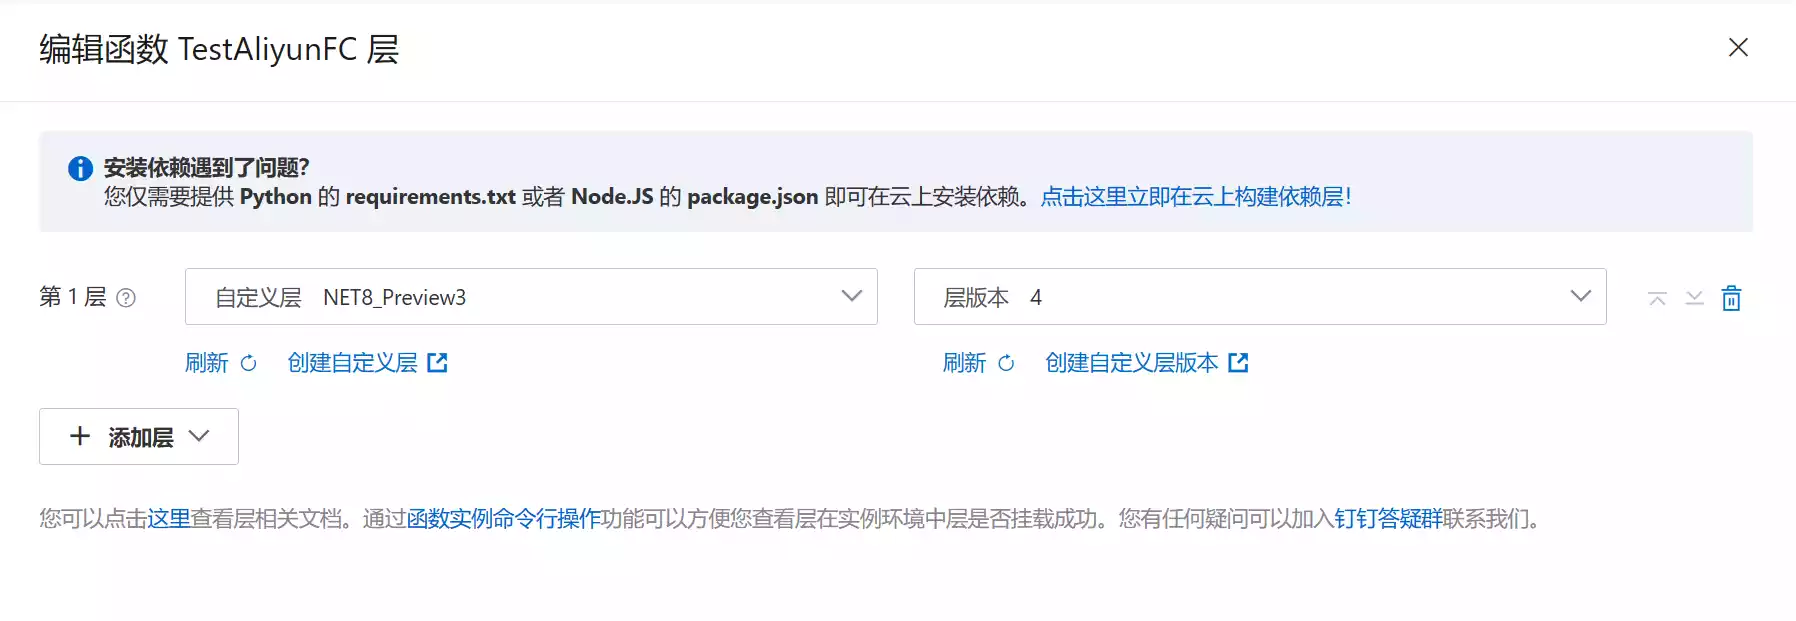 编辑函数 TestAliyunFC 层
安装依赖遇到了问题?
您仅需要提供 Python 的 requirements.txt 或者 Node.JS 的 package.json 即可在云上安装依赖。点击这里立即在云上构建依赖层!
第 1 层 自定义层 NET8_Preview3 层版本 4
刷新 创建自定义层 刷新 创建自定义层版本
添加层
您可以点击这里查看层相关文档。通过函数实例命令行操作功能可以方便您查看层在实例环境中层是否挂载成功。您有任何疑问可以加入钉钉答疑群联系我们。